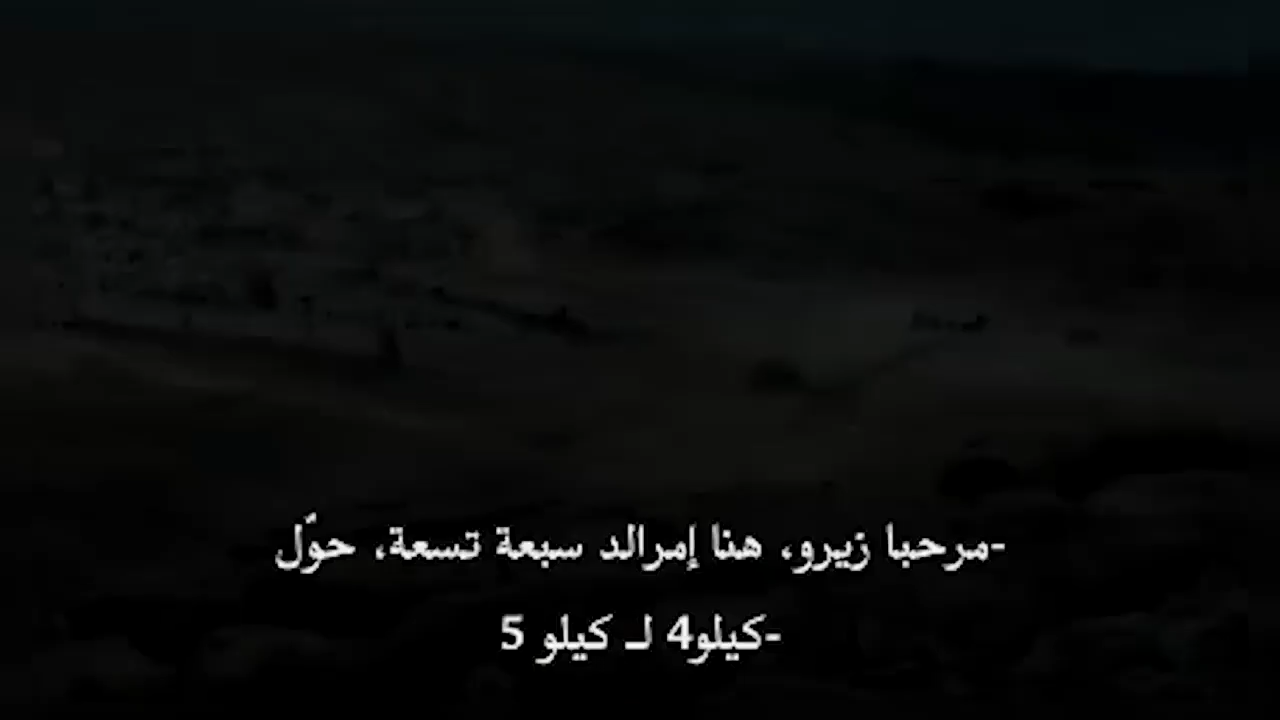 -مرحبا زيرو، هنا إمرالد سبعة تسعة، حوّل
-كيلو4 لـ كيلو 5